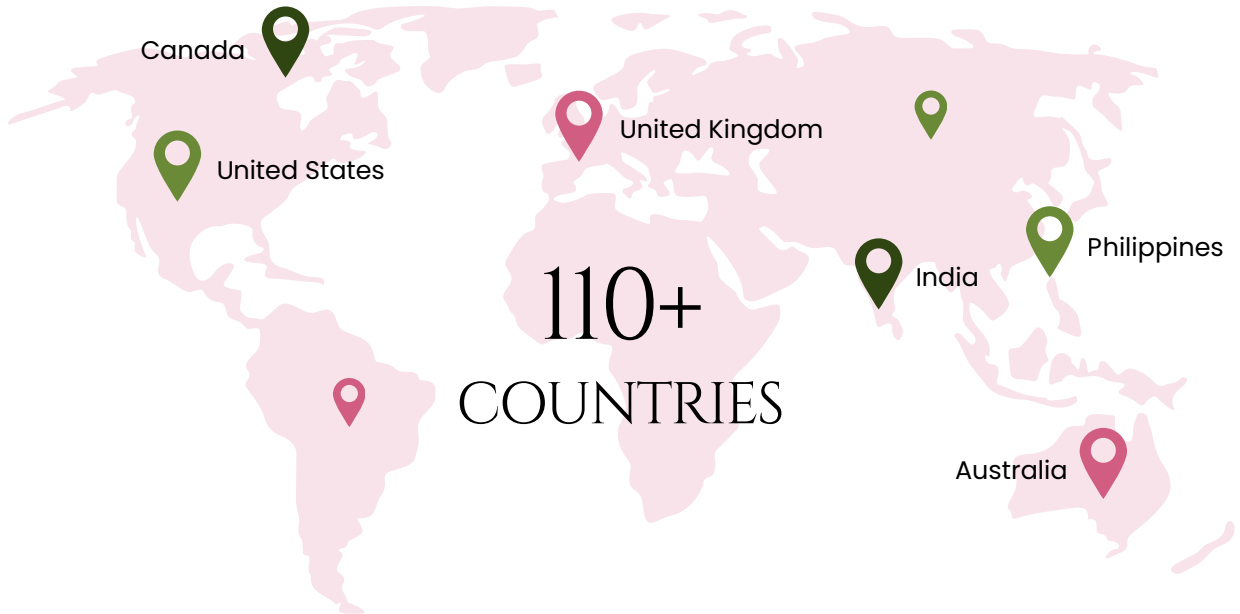 Canada
United States
United Kingdom
Philippines
India
110+
COUNTRIES
Australia